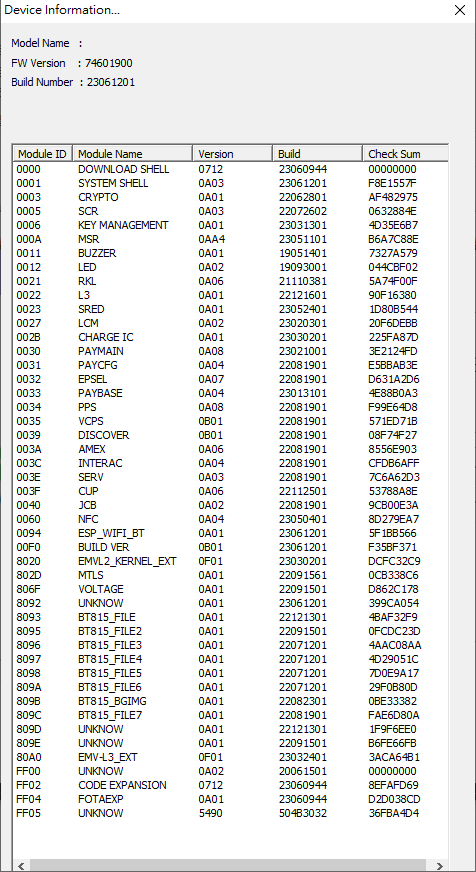 Device Information...
Model Name :
FW Version : 74601900
Build Number : 23061201
Module ID Module Name Version Build Check Sum
0000 DOWNLOAD SHELL 0712 23060944 00000000
0001 SYSTEM SHELL 0A03 23061201 F8E1557F
0003 CRYPTO 0A01 22062801 AF482975
0005 SCR 0A03 22072602 0632884E
0006 KEY MANAGEMENT 0A01 23031301 4D35E6B7
000A MSR 0AA4 23051101 B6A7C88E
0011 BUZZER 0A01 19051401 7327A579
0012 LED 0A02 19093001 044CBF02
0021 RKL 0A06 21110381 5A74F00F
0022 L3 0A01 22121601 90F16380
0023 SRED 0A01 23052401 1D80B544
0027 LCM 0A02 23020301 20F6DEBB
002B CHARGE IC 0A01 23030201 225FA87D
0030 PAYMAIN 0A08 23021001 3E2124FD
0031 PAYCFG 0A04 22081901 E5BBAB3E
0032 EPSEL 0A07 22081901 D631A2D6
0033 PAYBASE 0A04 23013101 4E88B0A3
0034 PPS 0A08 22081901 F99E64D8
0035 VCPS 0B01 22081901 571ED71B
0039 DISCOVER 0B01 22081901 08F74F27
003A AMEX 0A06 22081901 8556E903
003C INTERAC 0A04 22081901 CFDB6AFF
003E SERV 0A03 22081901 7C6A62D3
003F CUP 0A06 22112501 53788A8E
0040 JCB 0A02 22081901 9CB00E3A
0060 NFC 0A04 23050401 8D279EA7
0094 ESP_WIFI_BT 0A01 23061201 5F1BB566
00F0 BUILD VER 0B01 23061201 F35BF371
8020 EMVL2_KERNEL_EXT 0F01 23030201 DCFC32C9
802D MTLS 0A01 22091561 0CB338C6
806F VOLTAGE 0A01 22091501 D862C178
8092 UNKNOW 0A01 23061201 399CA054
8093 BT815_FILE 0A01 22121301 4BAF32F9
8095 BT815_FILE2 0A01 22091501 0FCDC23D
8096 BT815_FILE3 0A01 22071201 4AAC08AA
8097 BT815_FILE4 0A01 22071201 4D29051C
8098 BT815_FILE5 0A01 22071201 7D0E9A17
809A BT815_FILE6 0A01 22071201 29F0B80D
809B BT815_BGIMG 0A01 22082301 0BE33382
809C BT815_FILE7 0A01 22081901 FAE6D80A
809D UNKNOW 0A01 22121301 1F9F6EE0
809E UNKNOW 0A01 22091501 B6FE66FB
80A0 EMV-L3_EXT 0F01 23032401 3ACA64B1
FF00 UNKNOW 0A02 20061501 00000000
FF02 CODE EXPANSION 0712 23060944 8EFAFD69
FF04 FOTAEXP 0A01 23060944 D2D038CD
FF05 UNKNOW 5490 504B3032 36FBA4D4